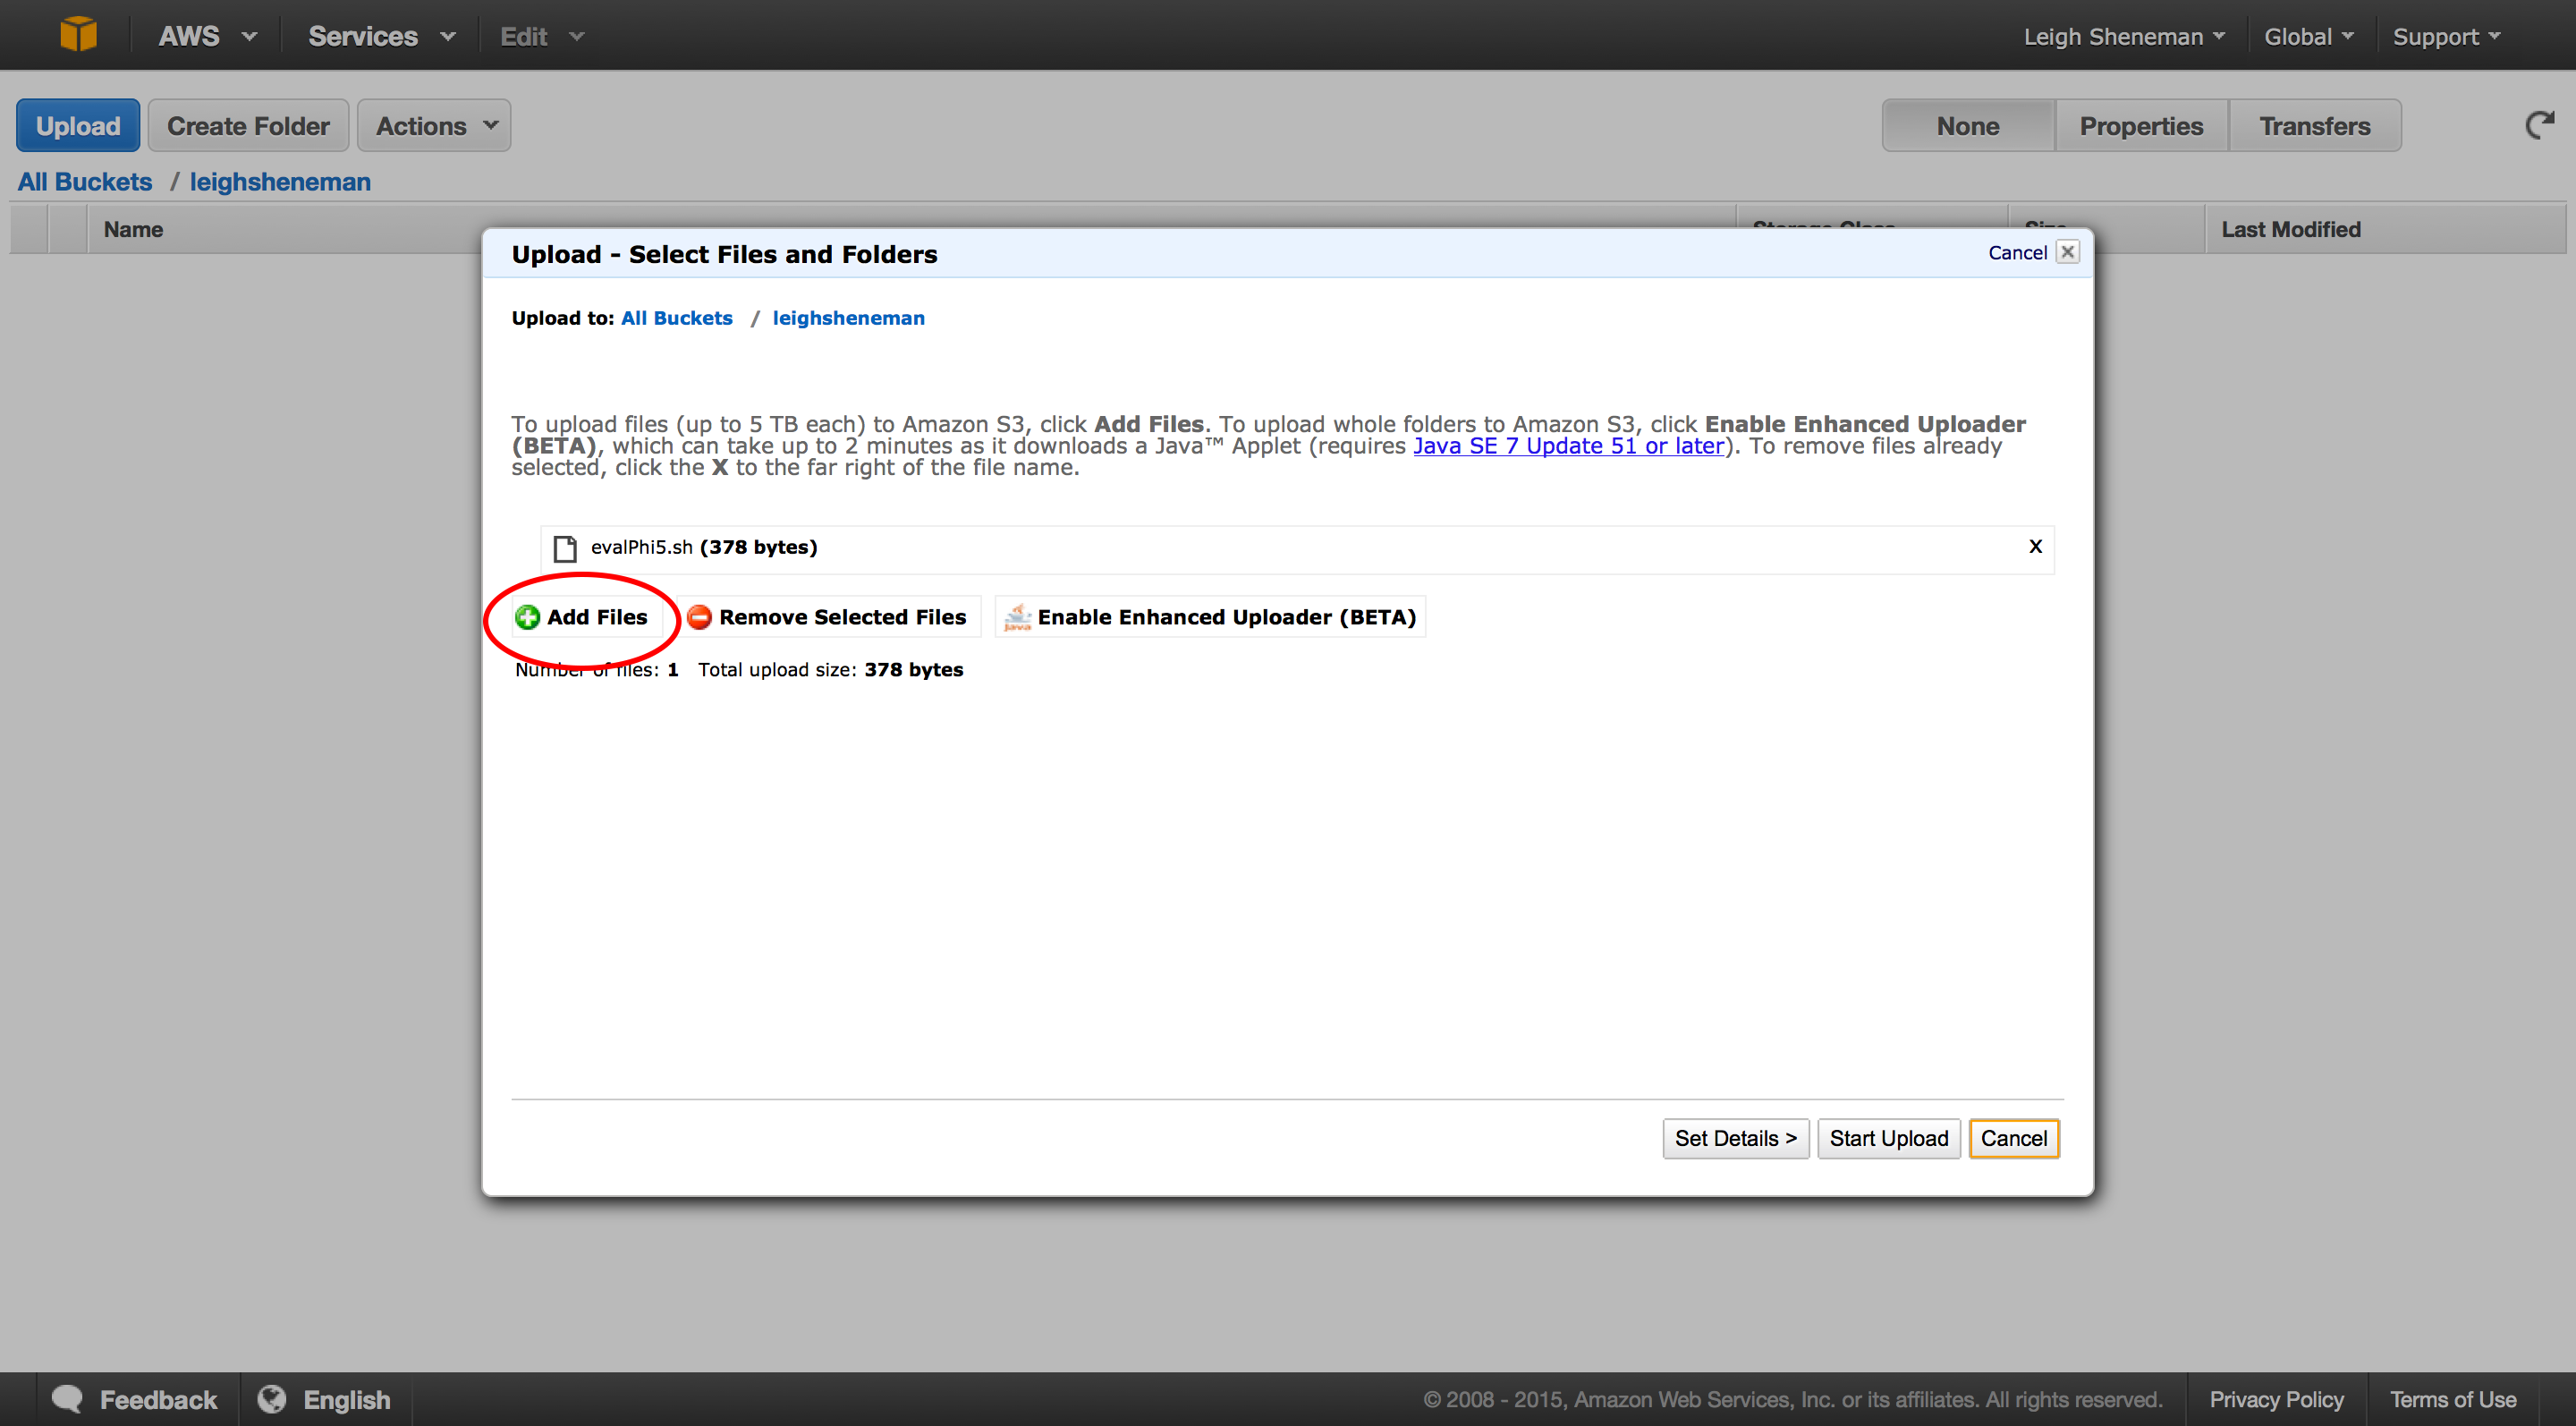 AWS Services Edit Leigh Sheneman Global Support
Upload Create Folder Actions None Properties Transfers
All Buckets / leighsheneman
Name Storage Class Size Last Modified
Upload - Select Files and Folders Cancel
Upload to: All Buckets / leighsheneman
To upload files (up to 5 TB each) to Amazon S3, click Add Files. To upload whole folders to Amazon S3, click Enable Enhanced Uploader
(BETA), which can take up to 2 minutes as it downloads a Java™ Applet (requires Java SE 7 Update 51 or later). To remove files already
selected, click the X to the far right of the file name.
evalPhi5.sh (378 bytes) X
Add Files Remove Selected Files Java Enable Enhanced Uploader (BETA)
Number of files: 1 Total upload size: 378 bytes
Set Details > Start Upload Cancel
Feedback English © 2008 - 2015, Amazon Web Services, Inc. or its affiliates. All rights reserved. Privacy Policy Terms of Use